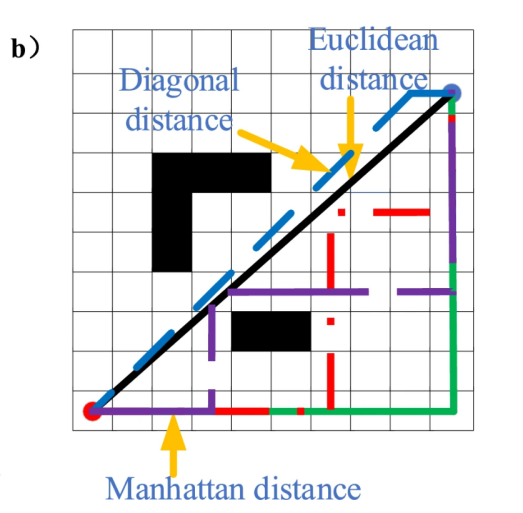 b）
Euclidean
distance
Diagonal
distance
Manhattan distance